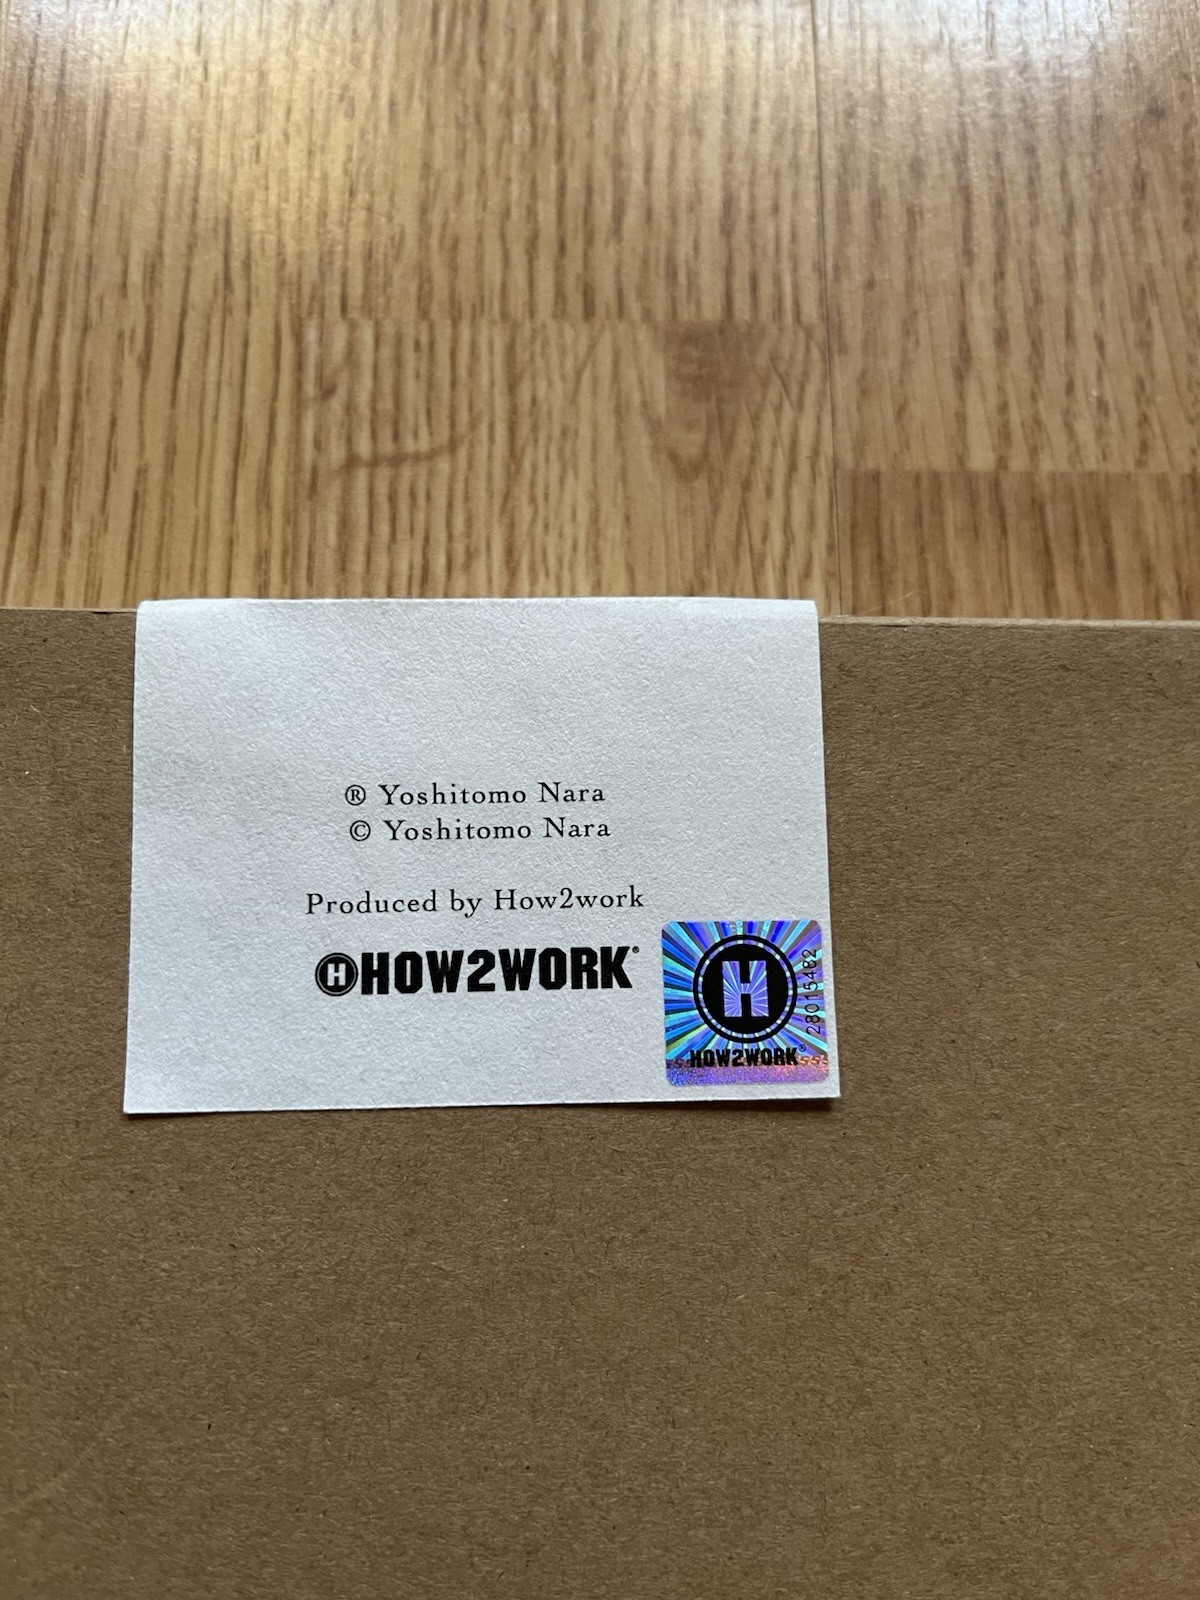 ® Yoshitomo Nara
© Yoshitomo Nara
Produced by How2work
H HOW2WORK®
H
28015482
HOW2WORK®